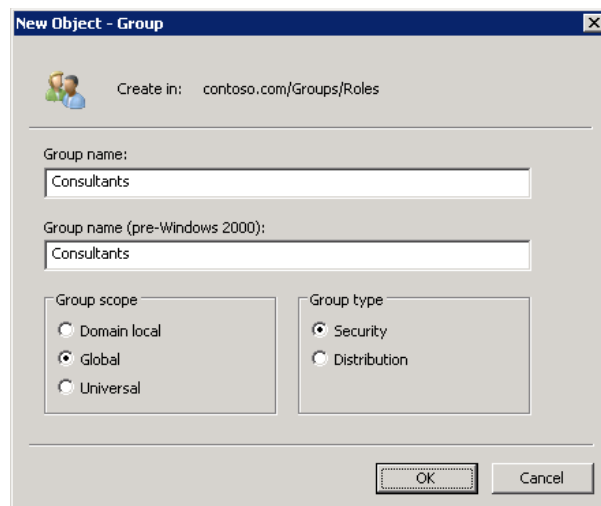 New Object - Group
Create in: contoso.com/Groups/Roles
Group name:
Consultants
Group name (pre-Windows 2000):
Consultants
Group scope
Domain local
Global
Universal
Group type
Security
Distribution
OK Cancel